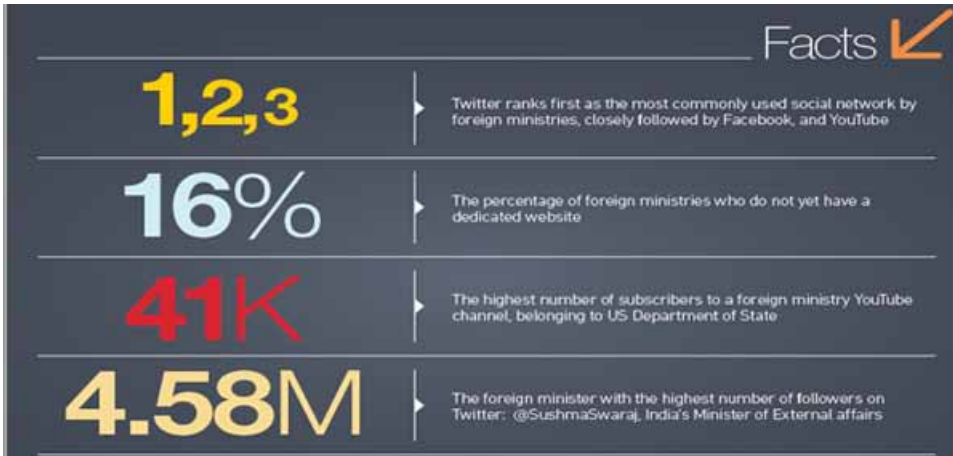 Facts
1,2,3
Twitter ranks first as the most commonly used social network by
foreign ministries, closely followed by Facebook, and YouTube
16%
The percentage of foreign ministries who do not yet have a
dedicated website
41K
The highest number of subscribers to a foreign ministry YouTube
channel, belonging to US Department of State
4.58M
The foreign minister with the highest number of followers on
Twitter: @SushmaSwaraj, India's Minister of External affairs